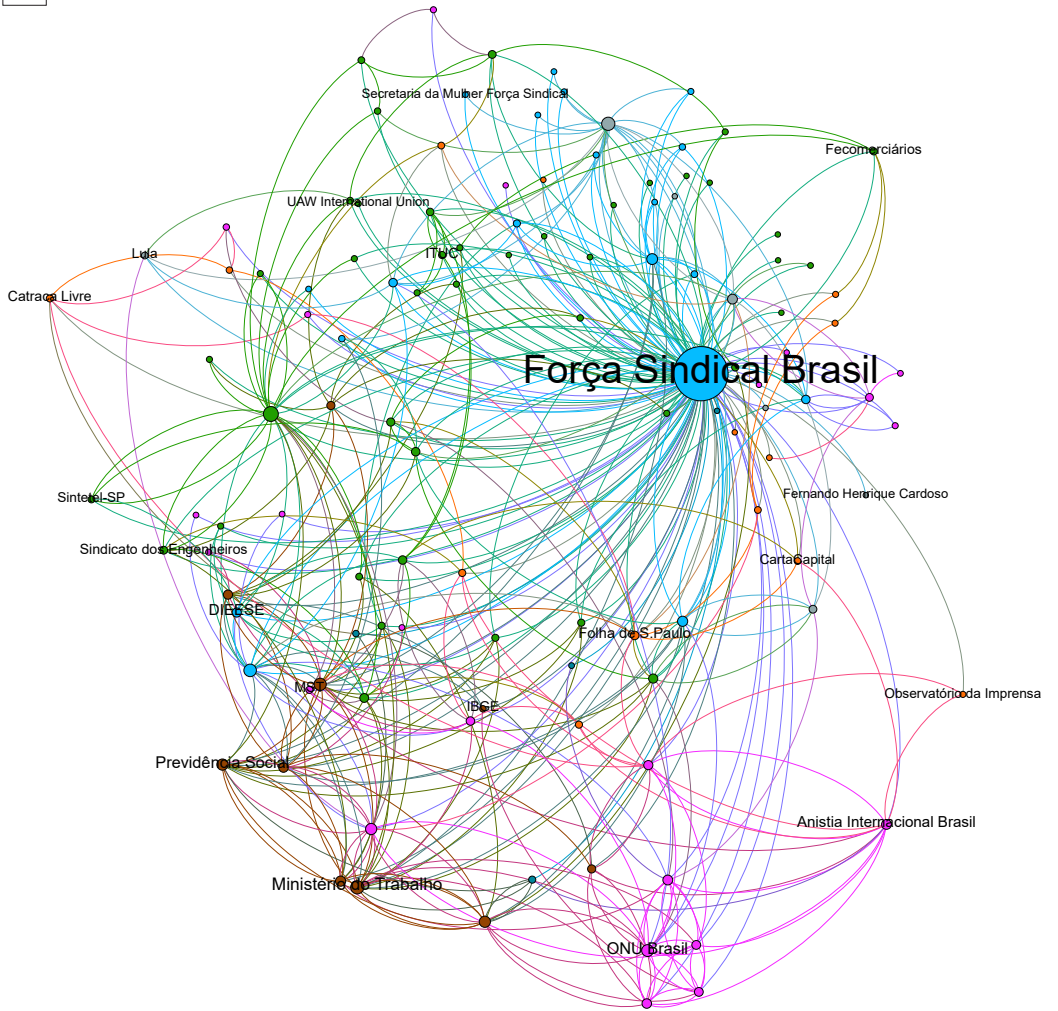 Secretaria da Mulher Força Sindical
Fecomerciários
UAW International Union
Lula
ITUC
Catraca Livre
Força Sindical Brasil
Sintetel-SP
Fernando Henrique Cardoso
Sindicato dos Engenheiros
CartaCapital
DIEESE
Folha de S.Paulo
MST
Observatório da Imprensa
IBGE
Previdência Social
Anistia Internacional Brasil
Ministério do Trabalho
ONU Brasil